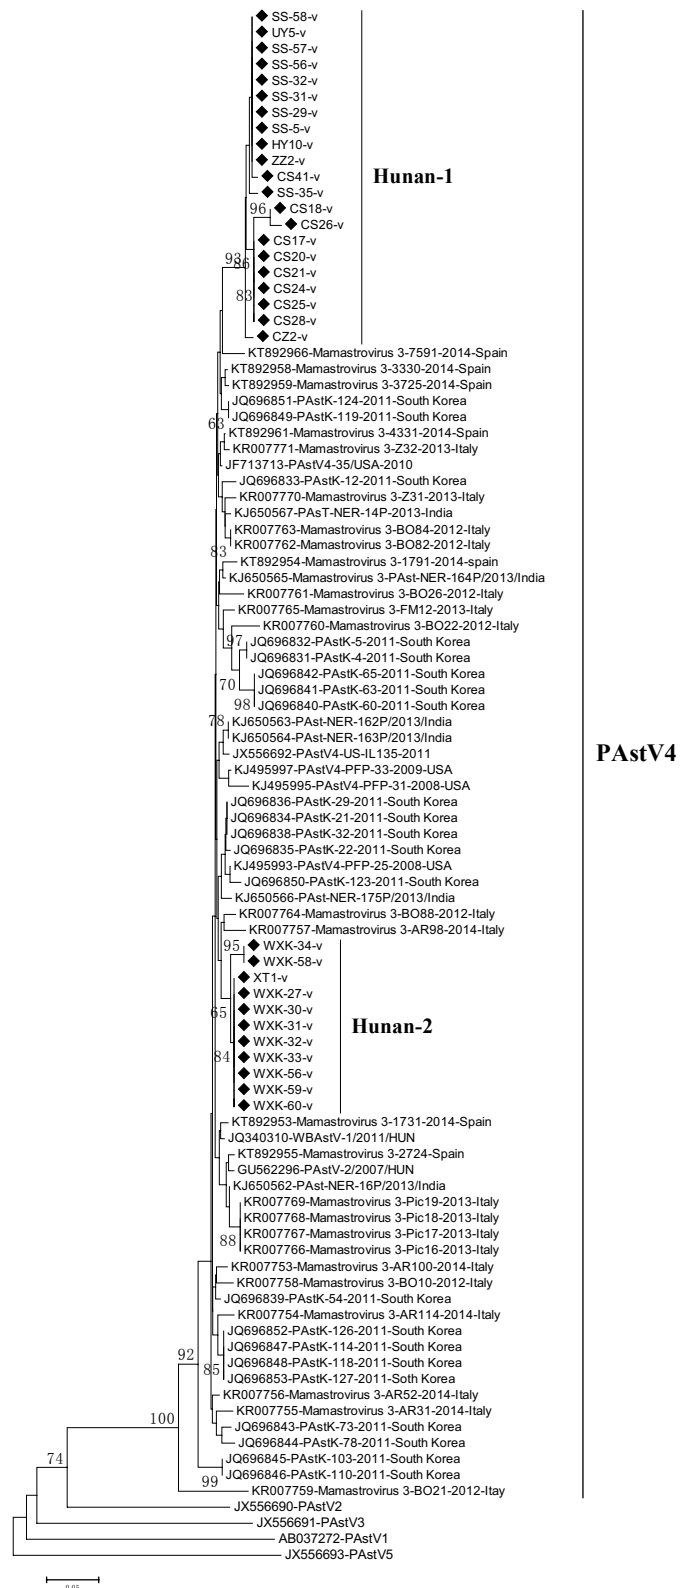 SS-58-v
UY5-v
SS-57-v
SS-56-v
SS-32-v
SS-31-v
SS-29-v
SS-5-v
HY10-v
ZZ2-v
CS41-v
Hunan-1
SS-35-v
96
CS18-v
CS26-v
CS17-v
93
86
CS20-v
CS21-v
CS24-v
83
CS25-v
CS28-v
CZ2-v
KT892966-Mamastrovirus 3-7591-2014-Spain
KT892958-Mamastrovirus 3-3330-2014-Spain
KT892959-Mamastrovirus 3-3725-2014-Spain
JQ696851-PAstK-124-2011-South Korea
JQ696849-PAstK-119-2011-South Korea
63
KT892961-Mamastrovirus 3-4331-2014-Spain
KR007771-Mamastrovirus 3-Z32-2013-Italy
JF713713-PAstV4-35/USA-2010
JQ696833-PAstK-12-2011-South Korea
KR007770-Mamastrovirus 3-Z31-2013-Italy
KJ650567-PAsT-NER-14P-2013-India
KR007763-Mamastrovirus 3-BO84-2012-Italy
KR007762-Mamastrovirus 3-BO82-2012-Italy
83
KT892954-Mamastrovirus 3-1791-2014-spain
KJ650565-Mamastrovirus 3-PAst-NER-164P/2013/India
KR007761-Mamastrovirus 3-BO26-2012-Italy
KR007765-Mamastrovirus 3-FM12-2013-Italy
KR007760-Mamastrovirus 3-BO22-2012-Italy
97
JQ696832-PAstK-5-2011-South Korea
JQ696831-PAstK-4-2011-South Korea
JQ696842-PAstK-65-2011-South Korea
70
JQ696841-PAstK-63-2011-South Korea
98
JQ696840-PAstK-60-2011-South Korea
78
KJ650563-PAst-NER-162P/2013/India
KJ650564-PAst-NER-163P/2013/India
JX556692-PAstV4-US-IL135-2011
PAstV4
KJ495997-PAstV4-PFP-33-2009-USA
KJ495995-PAstV4-PFP-31-2008-USA
JQ696836-PAstK-29-2011-South Korea
JQ696834-PAstK-21-2011-South Korea
JQ696838-PAstK-32-2011-South Korea
JQ696835-PAstK-22-2011-South Korea
KJ495993-PAstV4-PFP-25-2008-USA
JQ696850-PAstK-123-2011-South Korea
KJ650566-Past-NER-175P/2013/India
KR007764-Mamastrovirus 3-BO88-2012-Italy
KR007757-Mamastrovirus 3-AR98-2014-Italy
95
WXK-34-v
WXK-58-v
XT1-v
WXK-27-v
65
WXK-30-v
WXK-31-v
Hunan-2
WXK-32-v
84
WXK-33-v
WXK-56-v
WXK-59-v
WXK-60-v
KT892953-Mamastrovirus 3-1731-2014-Spain
JQ340310-WBAstV-1/2011/HUN
KT892955-Mamastrovirus 3-2724-Spain
GU562296-PAstV-2/2007/HUN
KJ650562-PAst-NER-16P/2013/India
KR007769-Mamastrovirus 3-Pic19-2013-Italy
KR007768-Mamastrovirus 3-Pic18-2013-Italy
KR007767-Mamastrovirus 3-Pic17-2013-Italy
88
KR007766-Mamastrovirus 3-Pic16-2013-Italy
KR007753-Mamastrovirus 3-AR100-2014-Italy
KR007758-Mamastrovirus 3-BO10-2012-Italy
JQ696839-PAstK-54-2011-South Korea
KR007754-Mamastrovirus 3-AR114-2014-Italy
JQ696852-PAstK-126-2011-South Korea
JQ696847-PAstK-114-2011-South Korea
92
85
JQ696848-PAstK-118-2011-South Korea
JQ696853-PAstK-127-2011-Soth Korea
KR007756-Mamastrovirus 3-AR52-2014-Italy
100
KR007755-Mamastrovirus 3-AR31-2014-Italy
JQ696843-PAstK-73-2011-South Korea
JQ696844-PAstK-78-2011-South Korea
74
JQ696845-PAstK-103-2011-South Korea
99
JQ696846-PAstK-110-2011-South Korea
KR007759-Mamastrovirus 3-BO21-2012-Itay
JX556690-PAstV2
JX556691-PAstV3
AB037272-PAstV1
JX556693-PAstV5
0.05